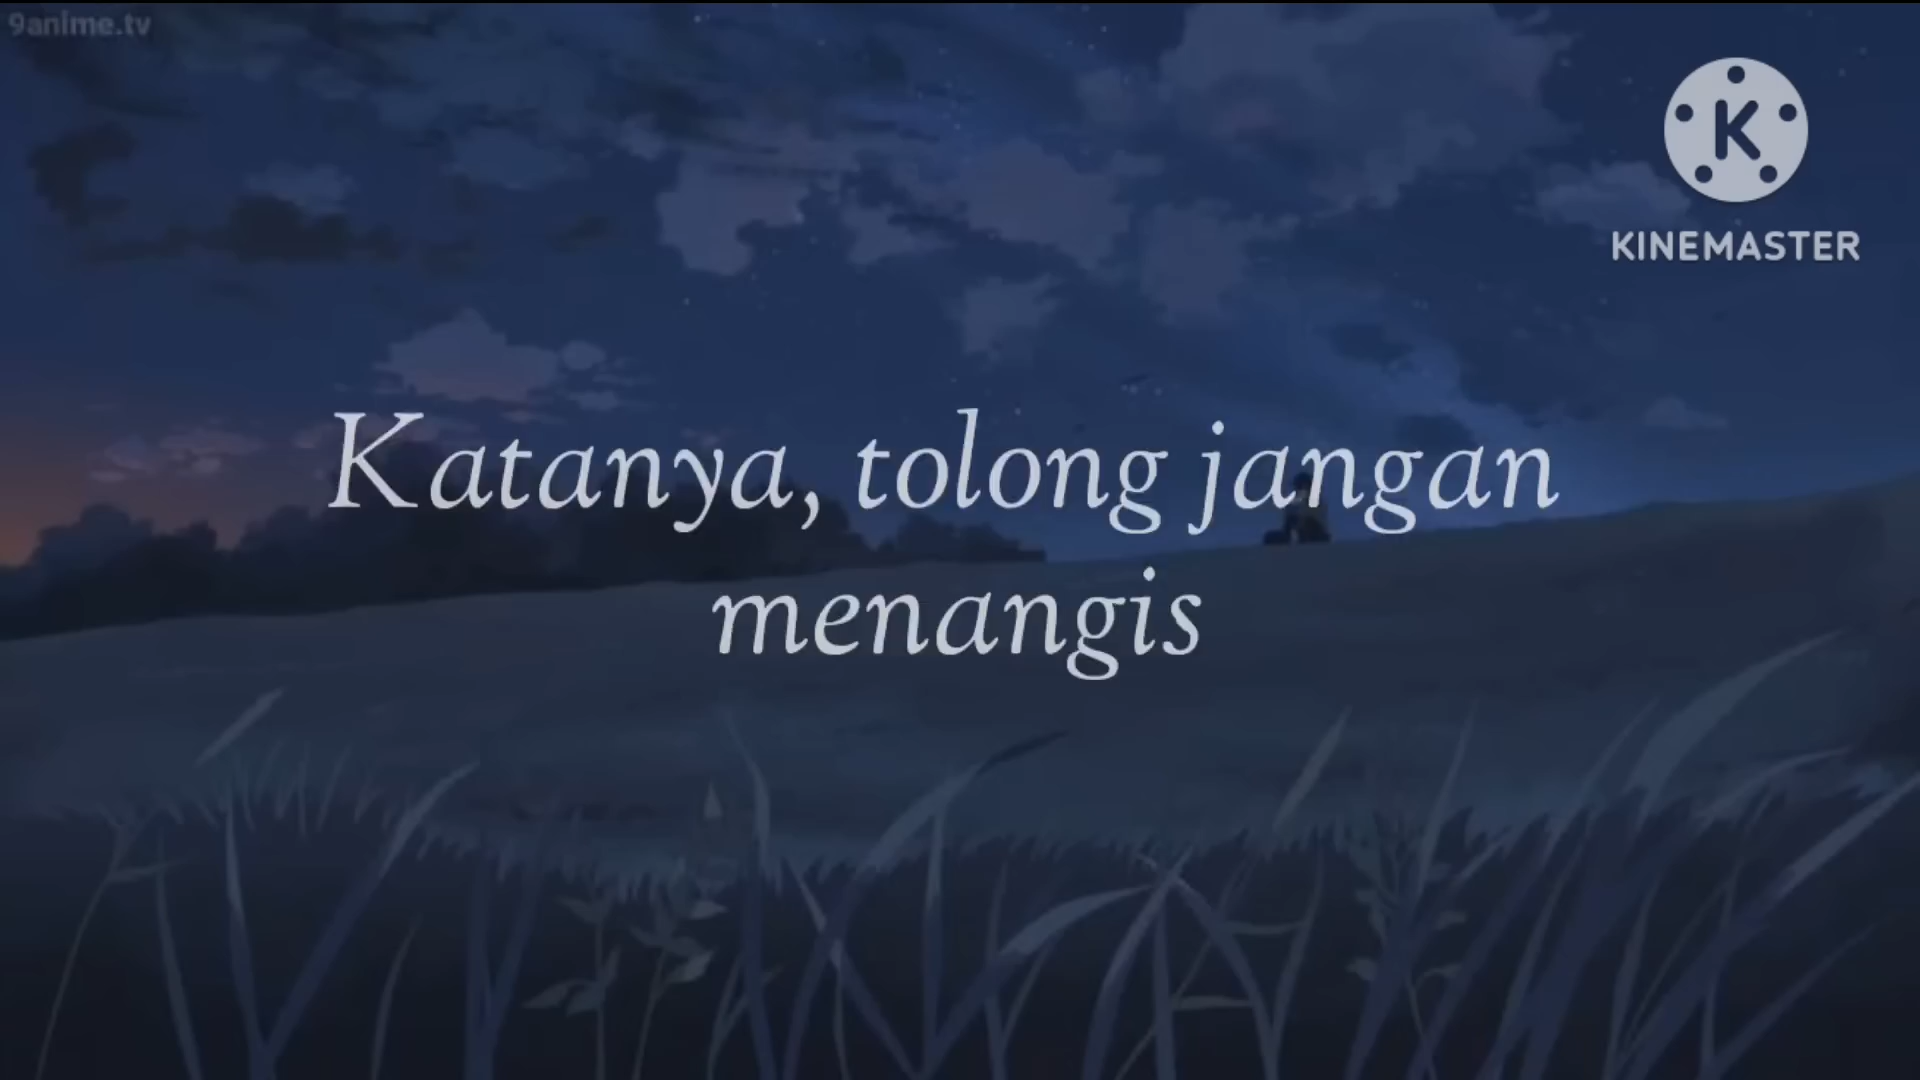 9anime.tv
K
KINEMASTER
Katanya, tolong jangan
menangis